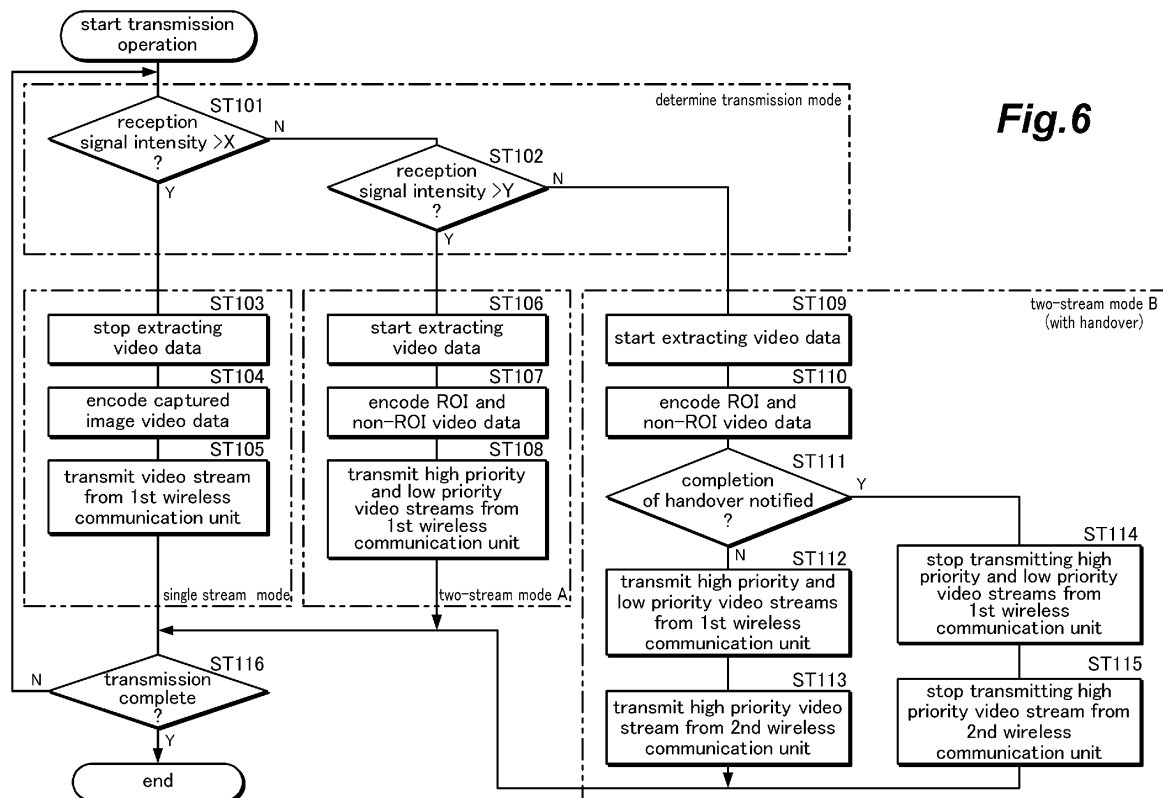 start transmission
operation
Fig.6
determine transmission mode
ST101
reception
signal intensity >X
?
N
Y
ST102
reception
signal intensity >Y
?
N
Y
ST103
stop extracting
video data
ST104
encode captured
image video data
ST105
transmit video stream
from 1st wireless
communication unit
single stream mode
ST106
start extracting
video data
ST107
encode ROI and
non-ROI video data
ST108
transmit high priority
and low priority
video streams from
1st wireless
communication unit
two-stream mode A
two-stream mode B
(with handover)
ST109
start extracting video data
ST110
encode ROI and
non-ROI video data
ST111
completion
of handover notified
?
Y
N
ST112
transmit high priority and
low priority video streams
from 1st wireless
communication unit
ST113
transmit high priority video
stream from 2nd wireless
communication unit
ST114
stop transmitting high
priority and low priority
video streams from
1st wireless
communication unit
ST115
stop transmitting high
priority video stream from
2nd wireless
communication unit
ST116
transmission
complete
?
N
Y
end